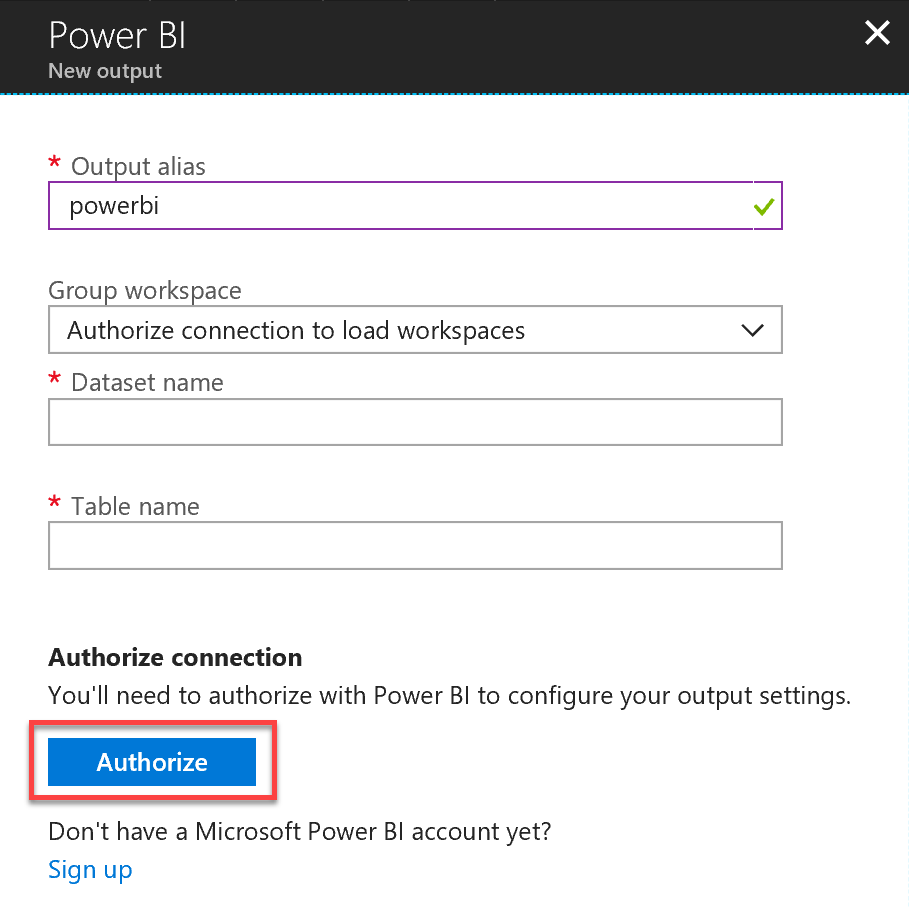 Power BI
New output
* Output alias
powerbi
Group workspace
Authorize connection to load workspaces
* Dataset name
* Table name
Authorize connection
You'll need to authorize with Power BI to configure your output settings.
Authorize
Don't have a Microsoft Power BI account yet?
Sign up